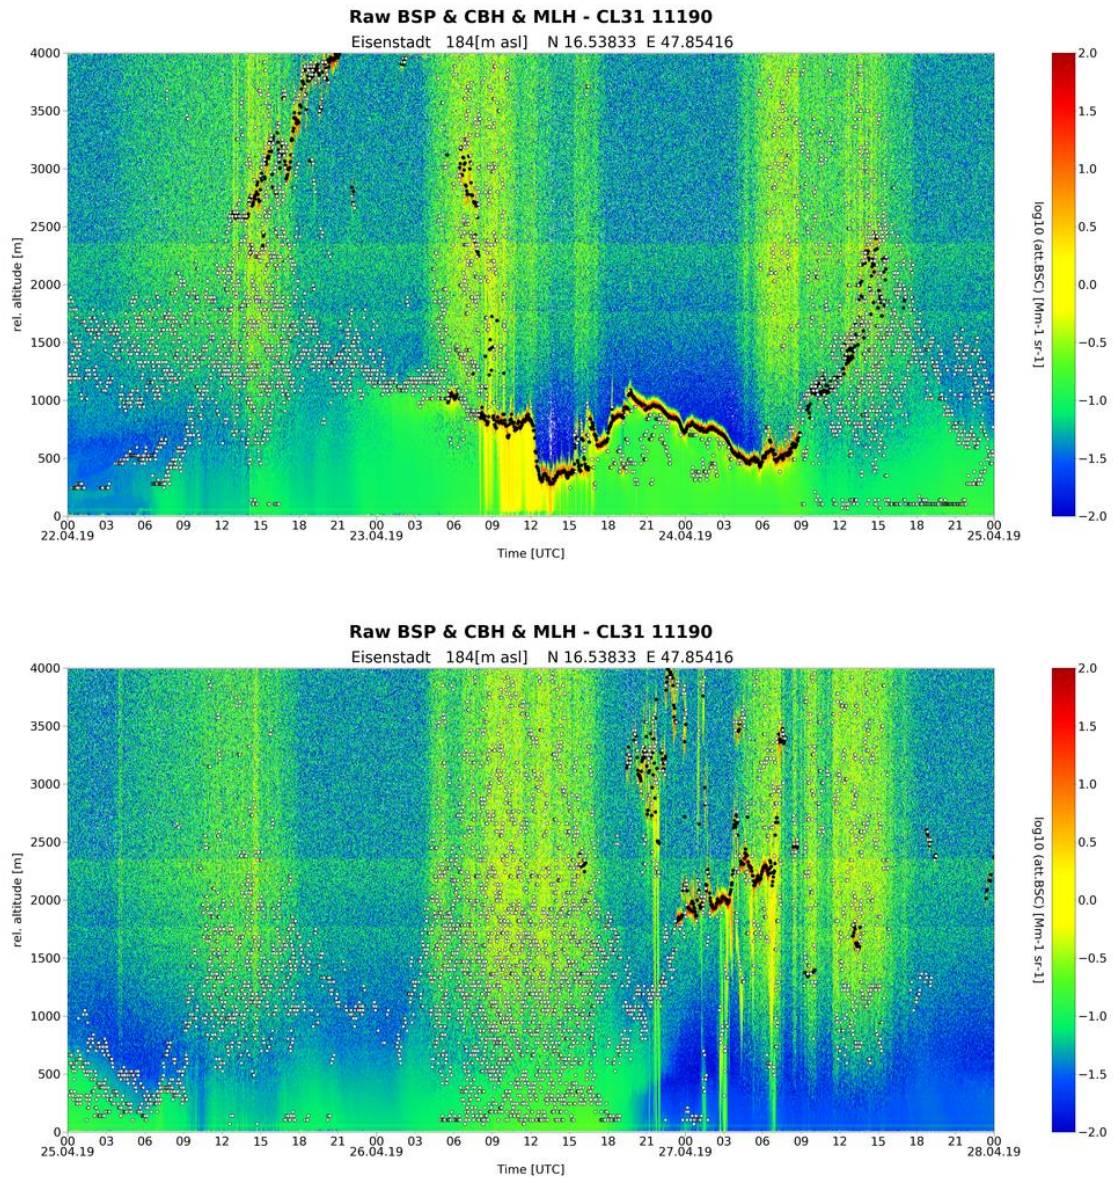 Raw BSP & CBH & MLH - CL31 11190
Eisenstadt 184[m asl] N 16.53833 E 47.85416
4000
3500
3000
2500
2000
1500
1000
500
0
rel. altitude [m]
00 03 06 09 12 15 18 21 00 03 06 09 12 15 18 21 00 03 06 09 12 15 18 21 00
22.04.19 23.04.19 24.04.19 25.04.19
Time [UTC]
2.0
1.5
1.0
0.5
0.0
−0.5
−1.0
−1.5
−2.0
log10 (att.BSC) [Mm-1 sr-1]
Raw BSP & CBH & MLH - CL31 11190
Eisenstadt 184[m asl] N 16.53833 E 47.85416
4000
3500
3000
2500
2000
1500
1000
500
0
rel. altitude [m]
00 03 06 09 12 15 18 21 00 03 06 09 12 15 18 21 00 03 06 09 12 15 18 21 00
25.04.19 26.04.19 27.04.19 28.04.19
Time [UTC]
2.0
1.5
1.0
0.5
0.0
−0.5
−1.0
−1.5
−2.0
log10 (att.BSC) [Mm-1 sr-1]